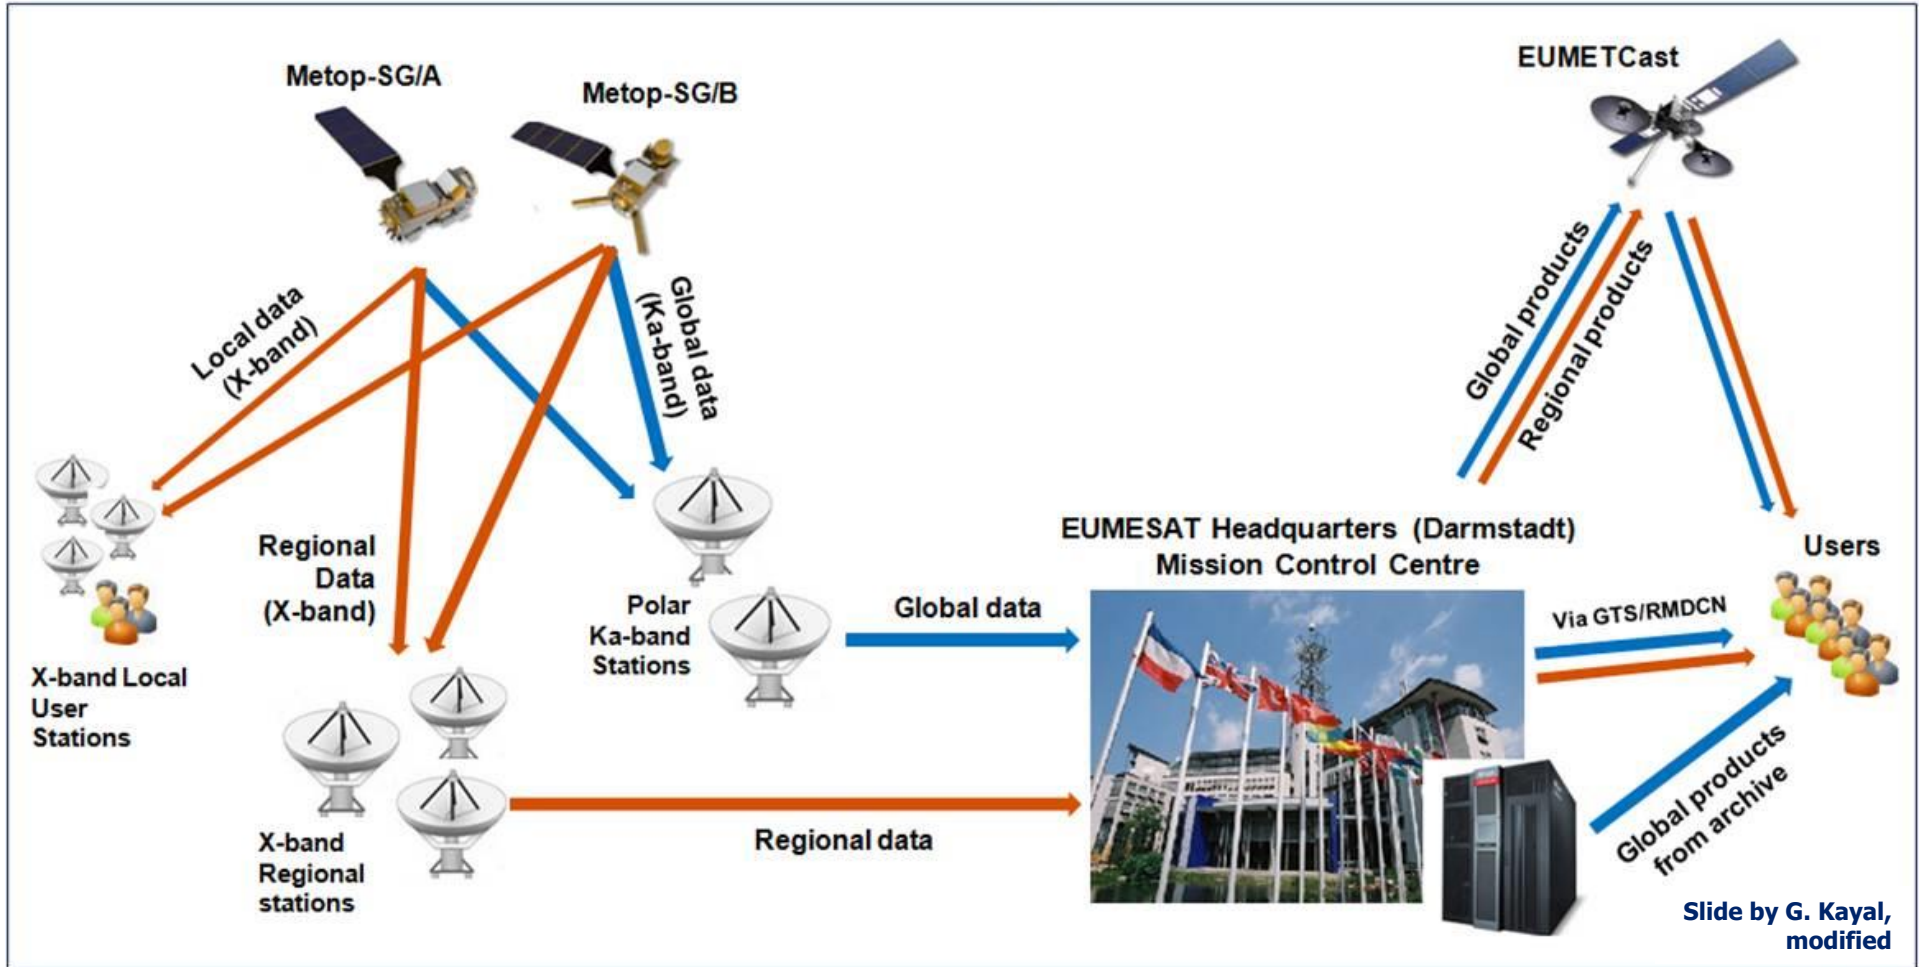 Metop-SG/A
Metop-SG/B
EUMETCast
Local data
(X-band)
Global data
(Ka-band)
Global products
Regional products
Regional
Data
(X-band)
Polar
Ka-band
Stations
Global data
EUMESAT Headquarters (Darmstadt)
Mission Control Centre
Users
Via GTS/RMDCN
X-band Local
User
Stations
X-band
Regional
stations
Regional data
Global products
from archive
Slide by G. Kayal,
modified